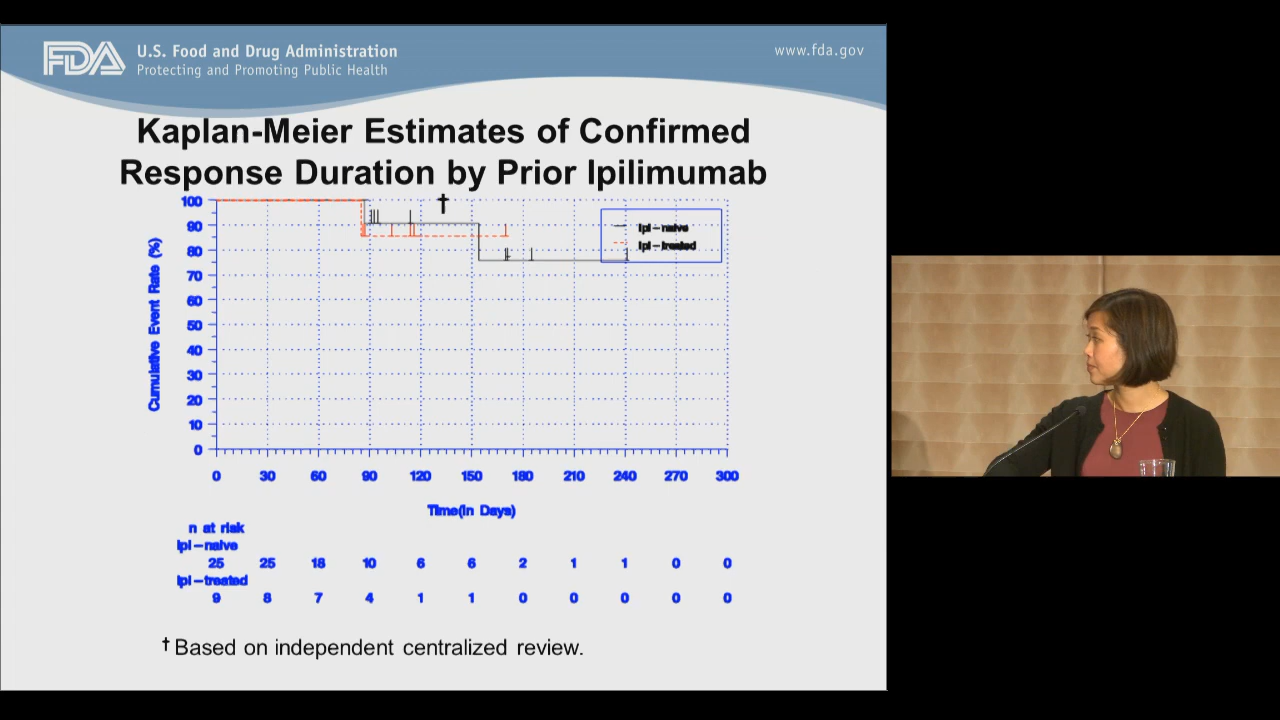 FDA
U.S. Food and Drug Administration
Protecting and Promoting Public Health
www.fda.gov
Kaplan-Meier Estimates of Confirmed
Response Duration by Prior Ipilimumab
†
Cumulative Event Rate (%)
100
90
80
70
60
50
40
30
20
10
0
Ipi-naive
Ipi-treated
0 30 60 90 120 150 180 210 240 270 300
Time(in Days)
n at risk
Ipi-naive
25 25 18 10 6 6 2 1 1 0 0
Ipi-treated
9 8 7 4 1 1 0 0 0 0 0
† Based on independent centralized review.